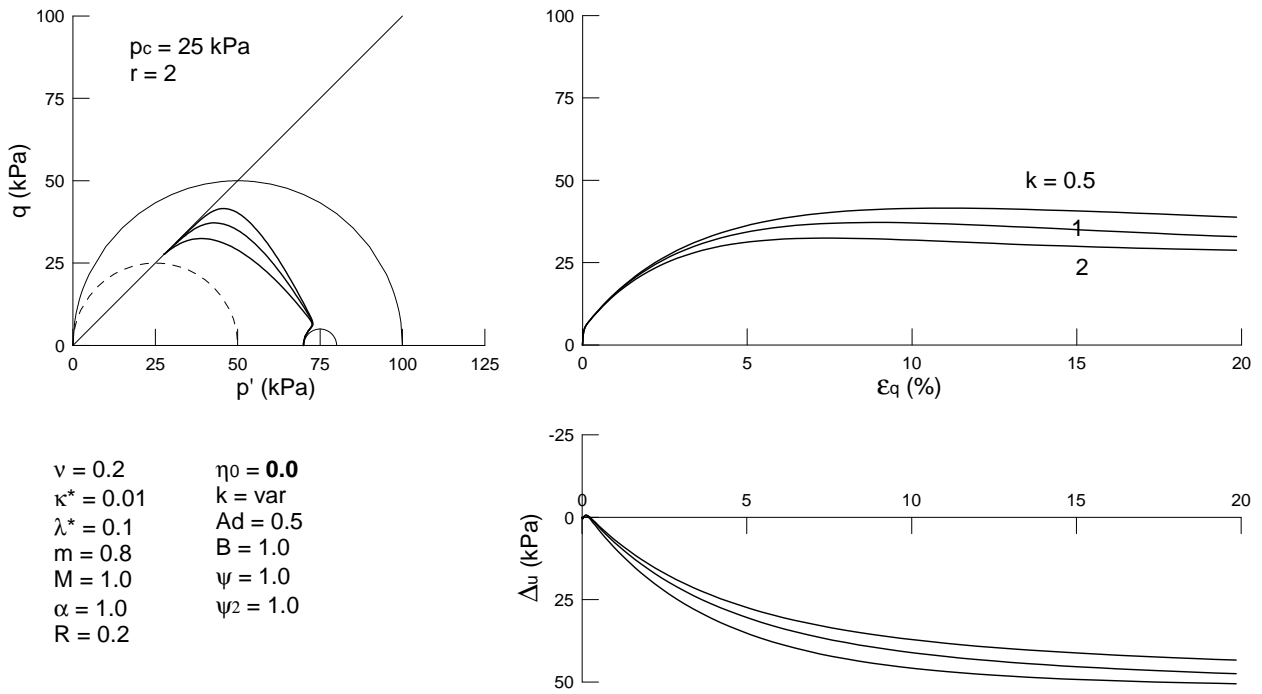 100
75
50
25
0
q (kPa)
pc = 25 kPa
r = 2
0
25
50
75
100
125
p' (kPa)
100
75
50
25
0
k = 0.5
1
2
0
5
10
15
20
εq (%)
ν = 0.2
κ* = 0.01
λ* = 0.1
m = 0.8
M = 1.0
α = 1.0
R = 0.2
η0 = 0.0
k = var
Ad = 0.5
B = 1.0
ψ = 1.0
ψ2 = 1.0
-25
0
25
50
Δu (kPa)
0
5
10
15
20